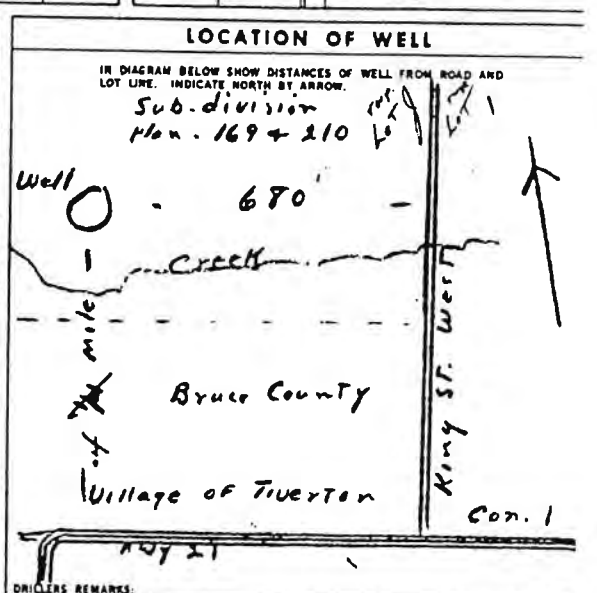 LOCATION OF WELL
IN DIAGRAM BELOW SHOW DISTANCES OF WELL FROM ROAD AND
LOT LINE. INDICATE NORTH BY ARROW.
Sub-division
Plan - 169 & 210
Well
- 680' -
Creek
mile
of
Bruce County
King St. West
Village of Tiverton
Con. 1
Hwy 21
DRILLERS REMARKS: